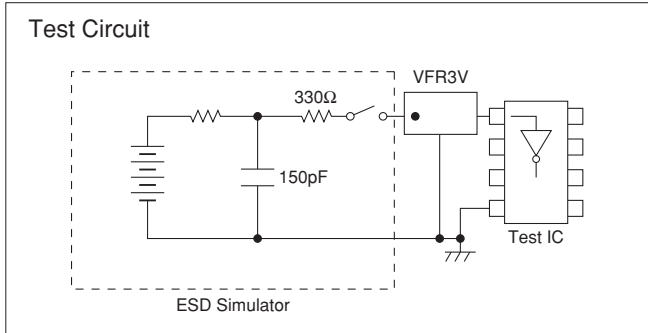 Test Circuit
VFR3V
330Ω
150pF
Test IC
ESD Simulator